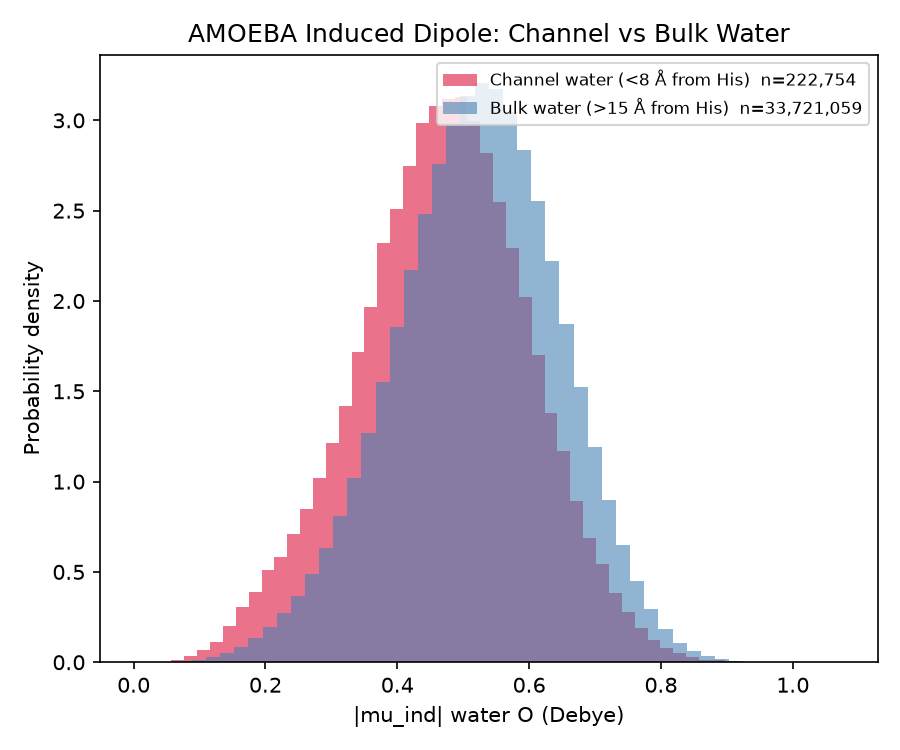 AMOEBA Induced Dipole: Channel vs Bulk Water
Channel water (<8 Å from His)  n=222,754
Bulk water (>15 Å from His)  n=33,721,059
Probability density
3.0
2.5
2.0
1.5
1.0
0.5
0.0
0.0 0.2 0.4 0.6 0.8 1.0
|mu_ind| water O (Debye)